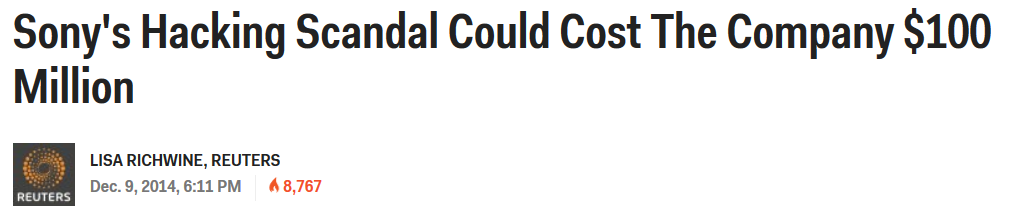 Sony's Hacking Scandal Could Cost The Company $100
Million
REUTERS
LISA RICHWINE, REUTERS
Dec. 9, 2014, 6:11 PM 8,767